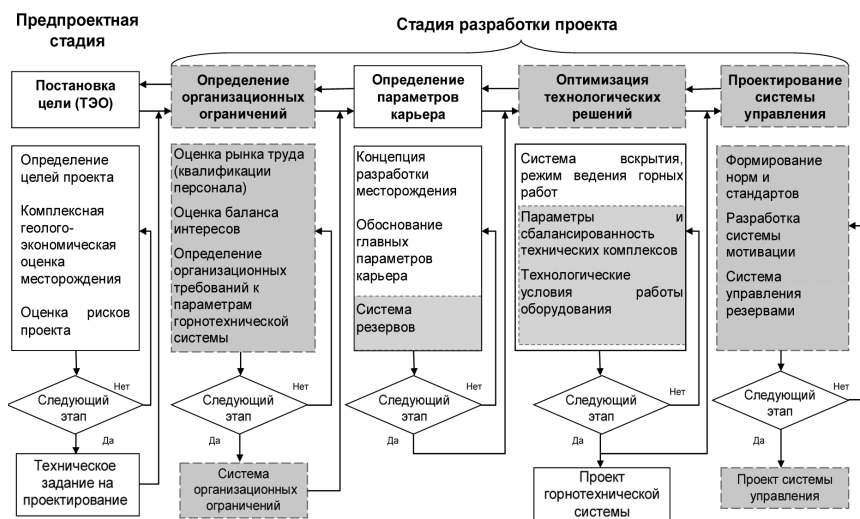 Предпроектная
стадия
Стадия разработки проекта
Постановка
цели (ТЭО)
Определение
организационных
ограничений
Определение
параметров
карьера
Оптимизация
технологических
решений
Проектирование
системы
управления
Определение
целей проекта
Комплексная
геолого-
экономическая
оценка
месторождения
Оценка рисков
проекта
Оценка рынка труда
(квалификации
персонала)
Оценка баланса
интересов
Определение
организационных
требований к
параметрам
горнотехнической
системы
Концепция
разработки
месторождения
Обоснование
главных
параметров
карьера
Система
резервов
Система вскрытия,
режим ведения горных
работ
Параметры и
сбалансированность
технических комплексов
Технологические
условия работы
оборудования
Формирование
норм и
стандартов
Разработка
системы
мотивации
Система
управления
резервами
Следующий
этап
Нет
Да
Следующий
этап
Нет
Да
Следующий
этап
Нет
Да
Следующий
этап
Нет
Да
Следующий
этап
Нет
Да
Техническое
задание на
проектирование
Система
организационных
ограничений
Проект
горнотехнической
системы
Проект системы
управления